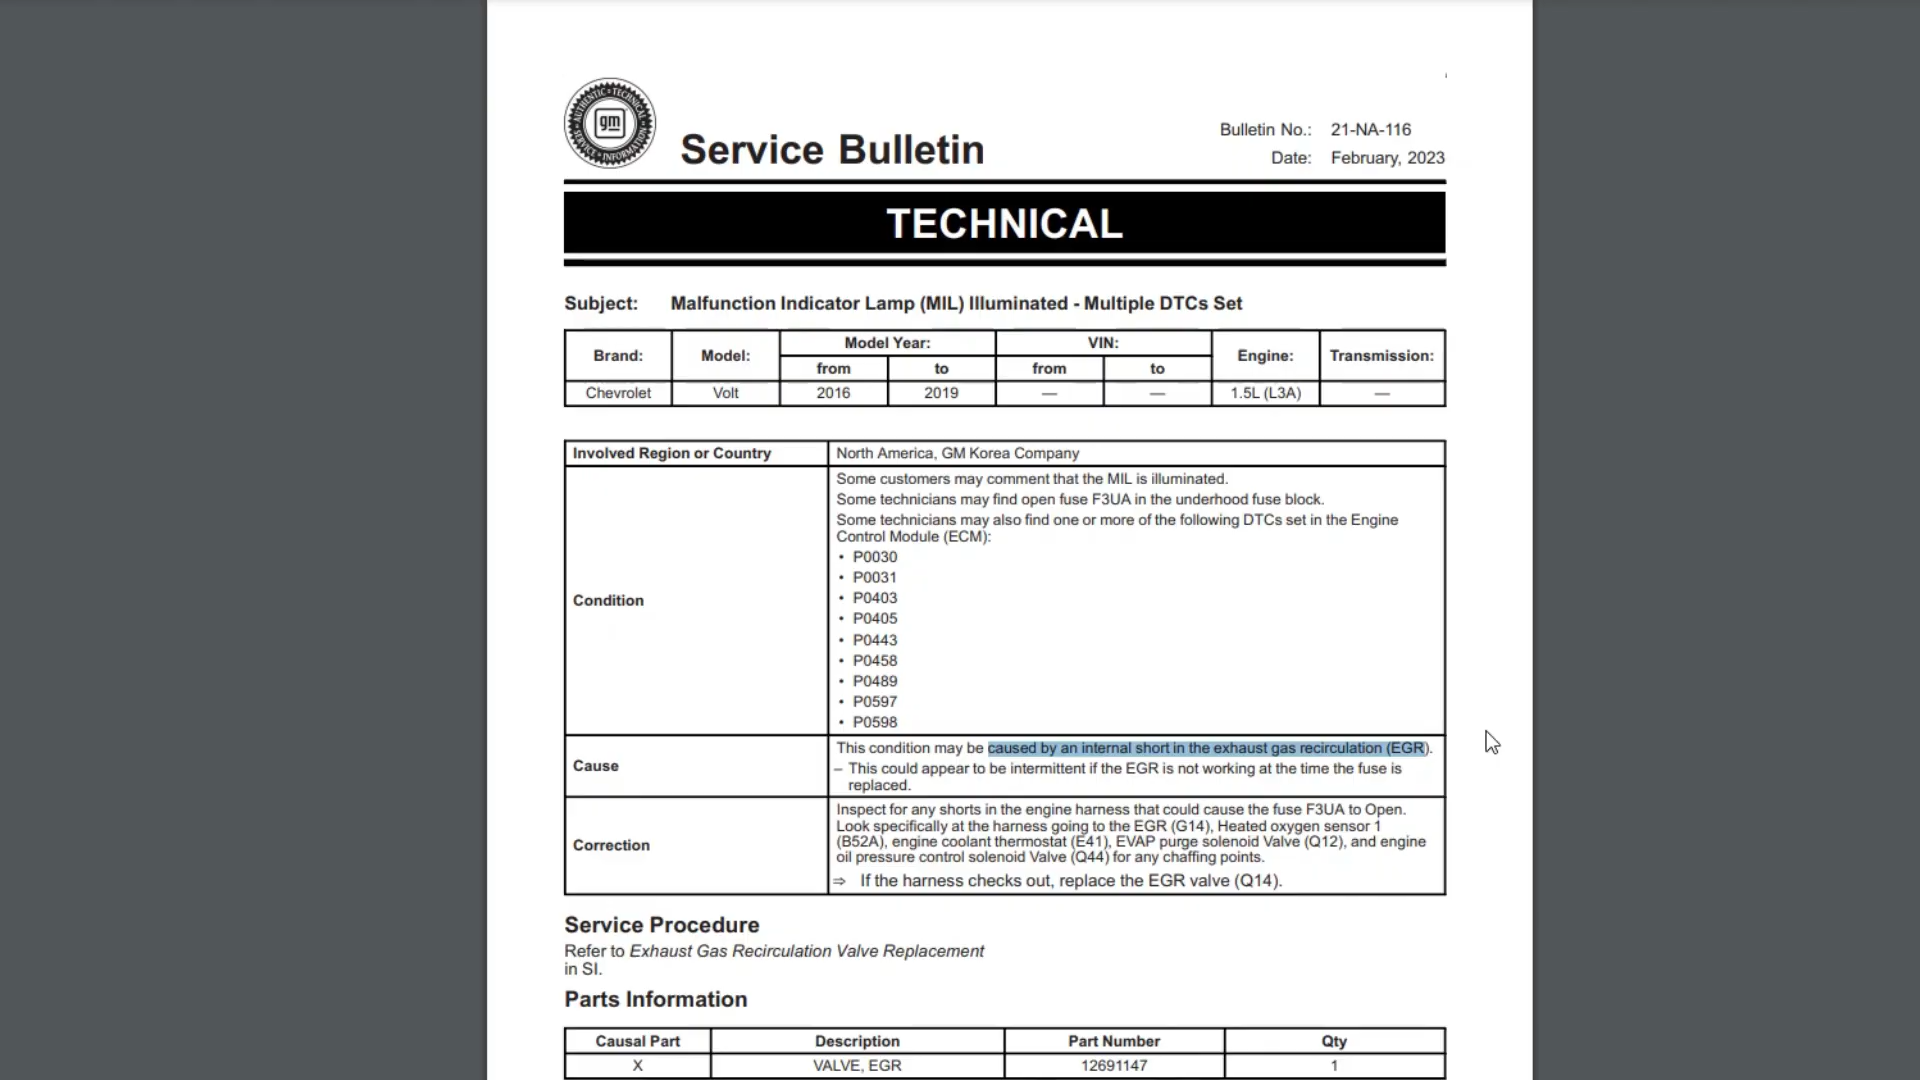 AUTHENTIC • TECHNICAL
gm
SERVICE • INFORMATION
Service Bulletin
Bulletin No.: 21-NA-116
Date: February, 2023
TECHNICAL
Subject: Malfunction Indicator Lamp (MIL) Illuminated - Multiple DTCs Set
Brand: Model: Model Year: VIN: Engine: Transmission:
from to from to
Chevrolet Volt 2016 2019 — — 1.5L (L3A) —
Involved Region or Country North America, GM Korea Company
Condition
Some customers may comment that the MIL is illuminated.
Some technicians may find open fuse F3UA in the underhood fuse block.
Some technicians may also find one or more of the following DTCs set in the Engine
Control Module (ECM):
• P0030
• P0031
• P0403
• P0405
• P0443
• P0458
• P0489
• P0597
• P0598
Cause
This condition may be caused by an internal short in the exhaust gas recirculation (EGR).
– This could appear to be intermittent if the EGR is not working at the time the fuse is
replaced.
Correction
Inspect for any shorts in the engine harness that could cause the fuse F3UA to Open.
Look specifically at the harness going to the EGR (G14), Heated oxygen sensor 1
(B52A), engine coolant thermostat (E41), EVAP purge solenoid Valve (Q12), and engine
oil pressure control solenoid Valve (Q44) for any chaffing points.
⇒ If the harness checks out, replace the EGR valve (Q14).
Service Procedure
Refer to Exhaust Gas Recirculation Valve Replacement
in SI.
Parts Information
Causal Part Description Part Number Qty
X VALVE, EGR 12691147 1